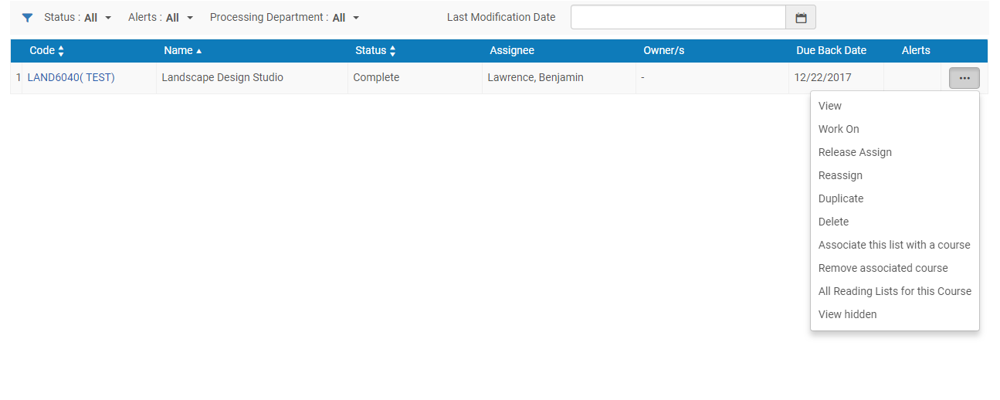 Status : All Alerts : All Processing Department : All Last Modification Date
Code Name Status Assignee Owner/s Due Back Date Alerts
1 LAND6040( TEST) Landscape Design Studio Complete Lawrence, Benjamin - 12/22/2017
View
Work On
Release Assign
Reassign
Duplicate
Delete
Associate this list with a course
Remove associated course
All Reading Lists for this Course
View hidden